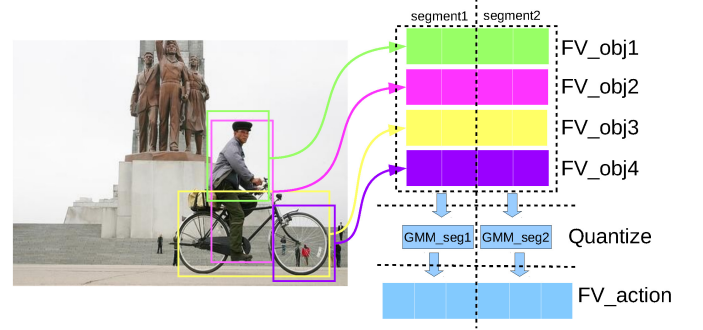 segment1 segment2
FV_obj1
FV_obj2
FV_obj3
FV_obj4
GMM_seg1 GMM_seg2 Quantize
FV_action